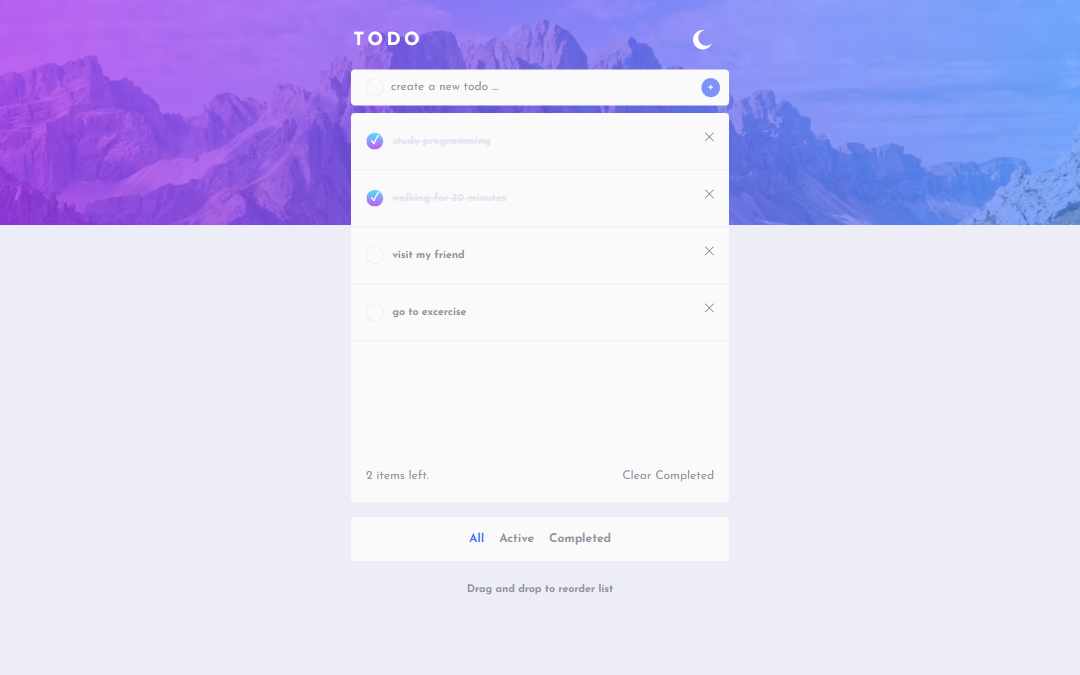 TODO
create a new todo ...
+
study programming
walking for 30 minutes
visit my friend
go to excercise
2 items left.
Clear Completed
All Active Completed
Drag and drop to reorder list